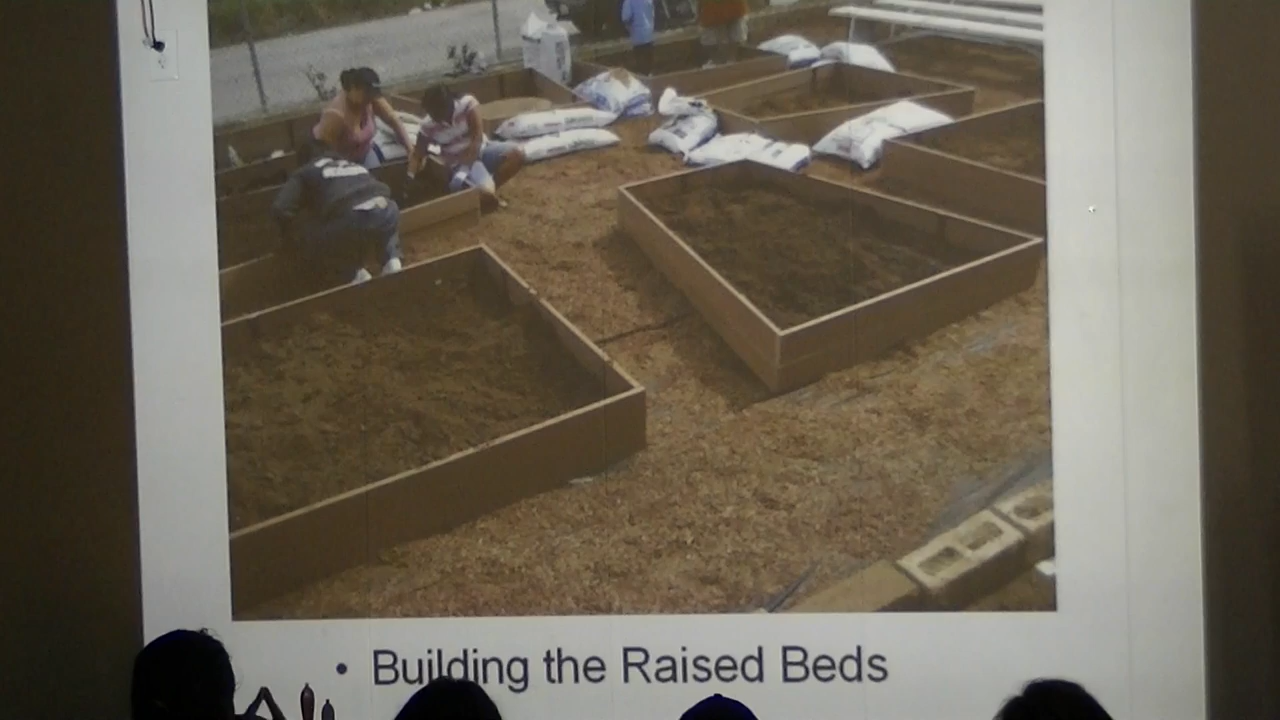 • Building the Raised Beds